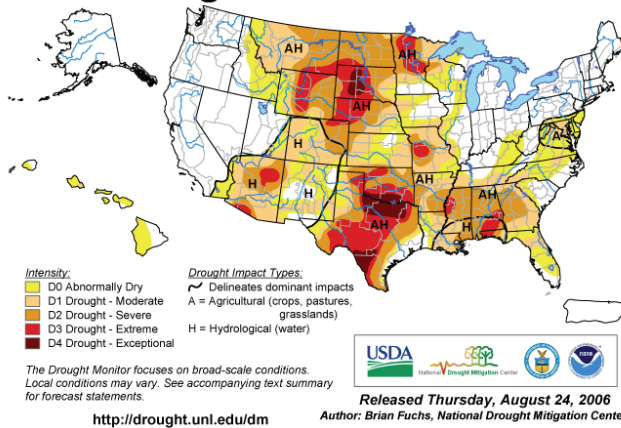 AH
AH
AH
H
H
H
AH
AH
AH
H
A
Intensity:
D0 Abnormally Dry
D1 Drought - Moderate
D2 Drought - Severe
D3 Drought - Extreme
D4 Drought - Exceptional
Drought Impact Types:
Delineates dominant impacts
A = Agricultural (crops, pastures,
grasslands)
H = Hydrological (water)
The Drought Monitor focuses on broad-scale conditions.
Local conditions may vary. See accompanying text summary
for forecast statements.
http://drought.unl.edu/dm
USDA
National Drought Mitigation Center
Released Thursday, August 24, 2006
Author: Brian Fuchs, National Drought Mitigation Cente